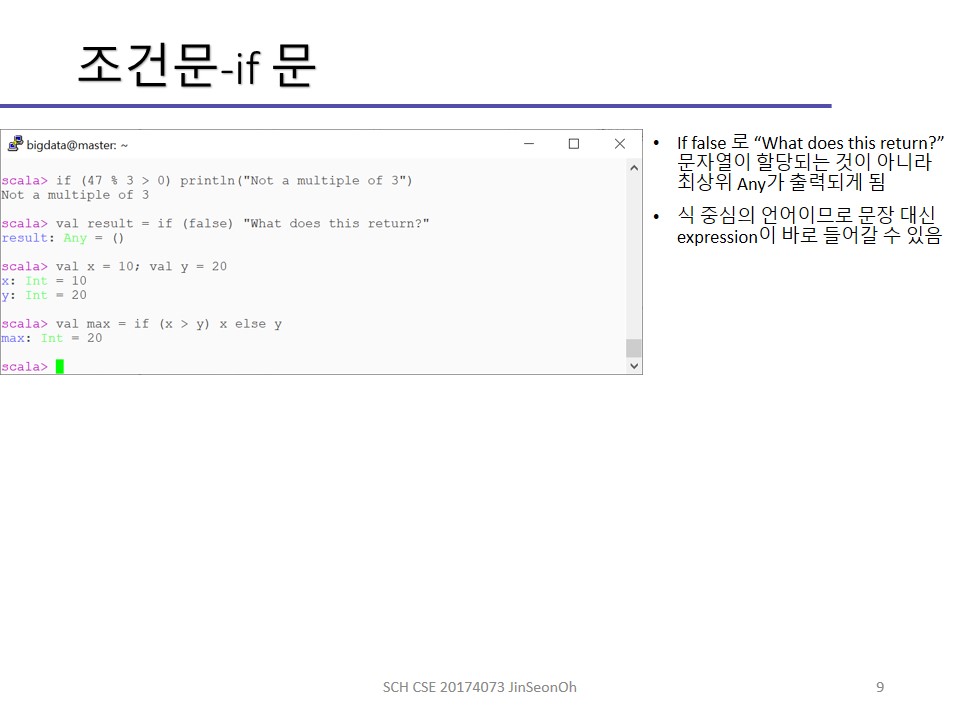 조건문-if 문
bigdata@master: ~
scala> if (47 % 3 > 0) println("Not a multiple of 3")
Not a multiple of 3
scala> val result = if (false) "What does this return?"
result: Any = ()
scala> val x = 10; val y = 20
x: Int = 10
y: Int = 20
scala> val max = if (x > y) x else y
max: Int = 20
scala>
• If false 로 “What does this return?”
문자열이 할당되는 것이 아니라
최상위 Any가 출력되게 됨
• 식 중심의 언어이므로 문장 대신
expression이 바로 들어갈 수 있음
SCH CSE 20174073 JinSeonOh
9